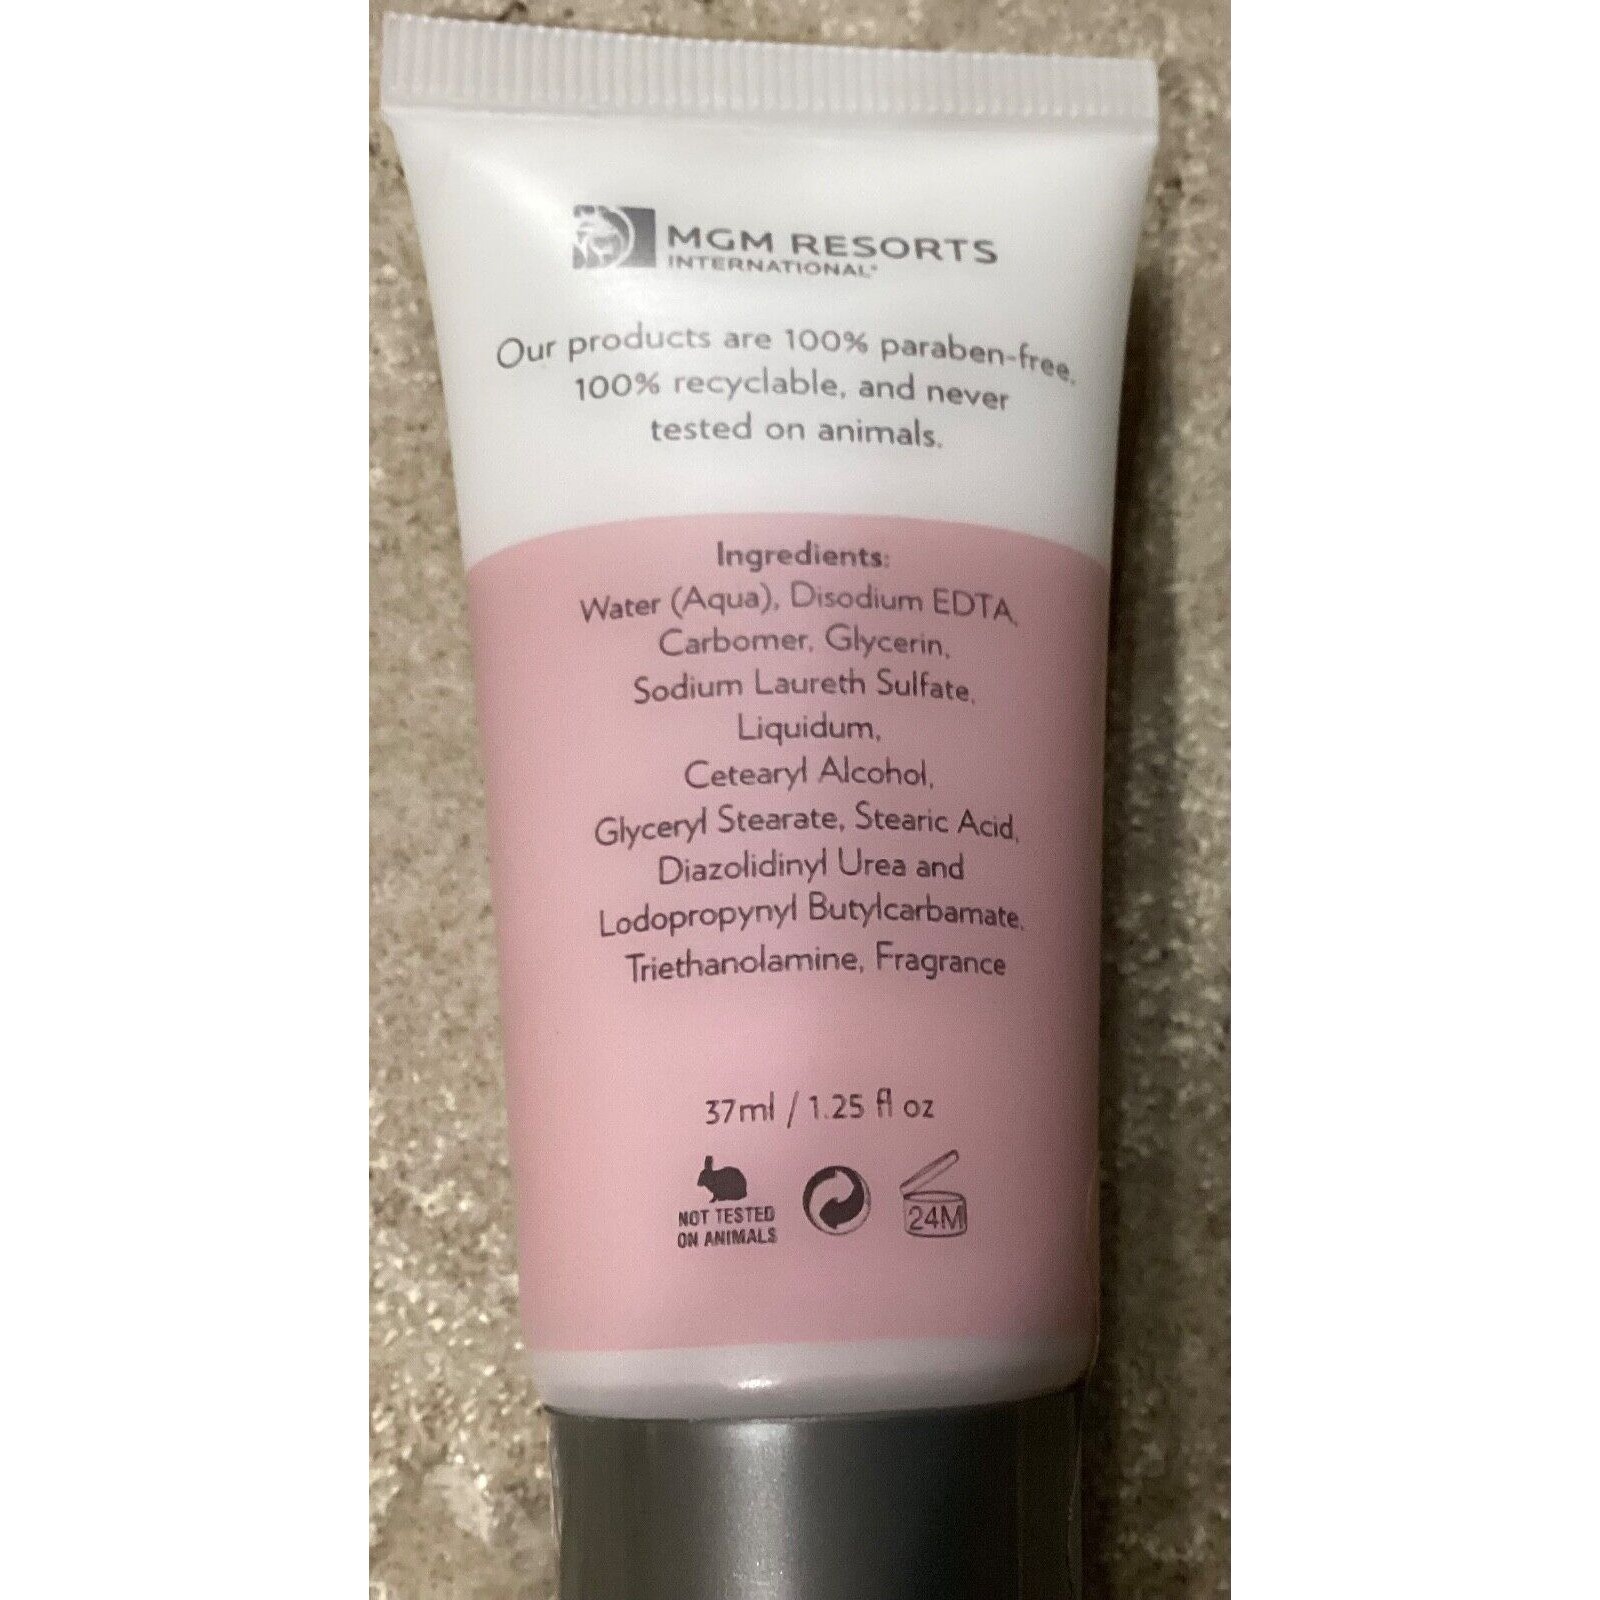 MGM RESORTS
INTERNATIONAL®
Our products are 100% paraben-free,
100% recyclable, and never
tested on animals.
Ingredients:
Water (Aqua), Disodium EDTA,
Carbomer, Glycerin,
Sodium Laureth Sulfate,
Liquidum,
Cetearyl Alcohol,
Glyceryl Stearate, Stearic Acid,
Diazolidinyl Urea and
Lodopropynyl Butylcarbamate,
Triethanolamine, Fragrance
37ml / 1.25 fl oz
NOT TESTED
ON ANIMALS
24M